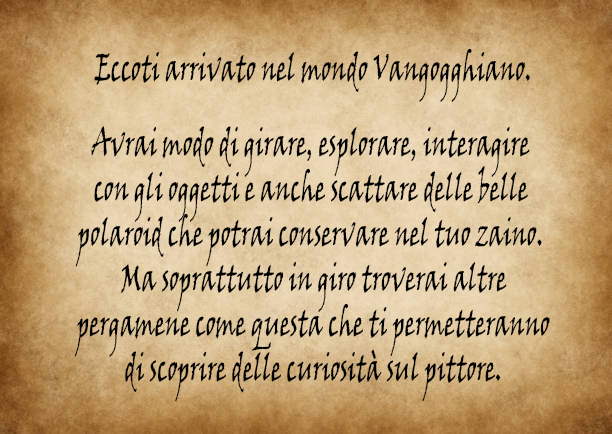 Eccoti arrivato nel mondo Vangogghiano.
Avrai modo di girare, esplorare, interagire
con gli oggetti e anche scattare delle belle
polaroid che potrai conservare nel tuo zaino.
Ma soprattutto in giro troverai altre
pergamene come questa che ti permetteranno
di scoprire delle curiosità sul pittore.